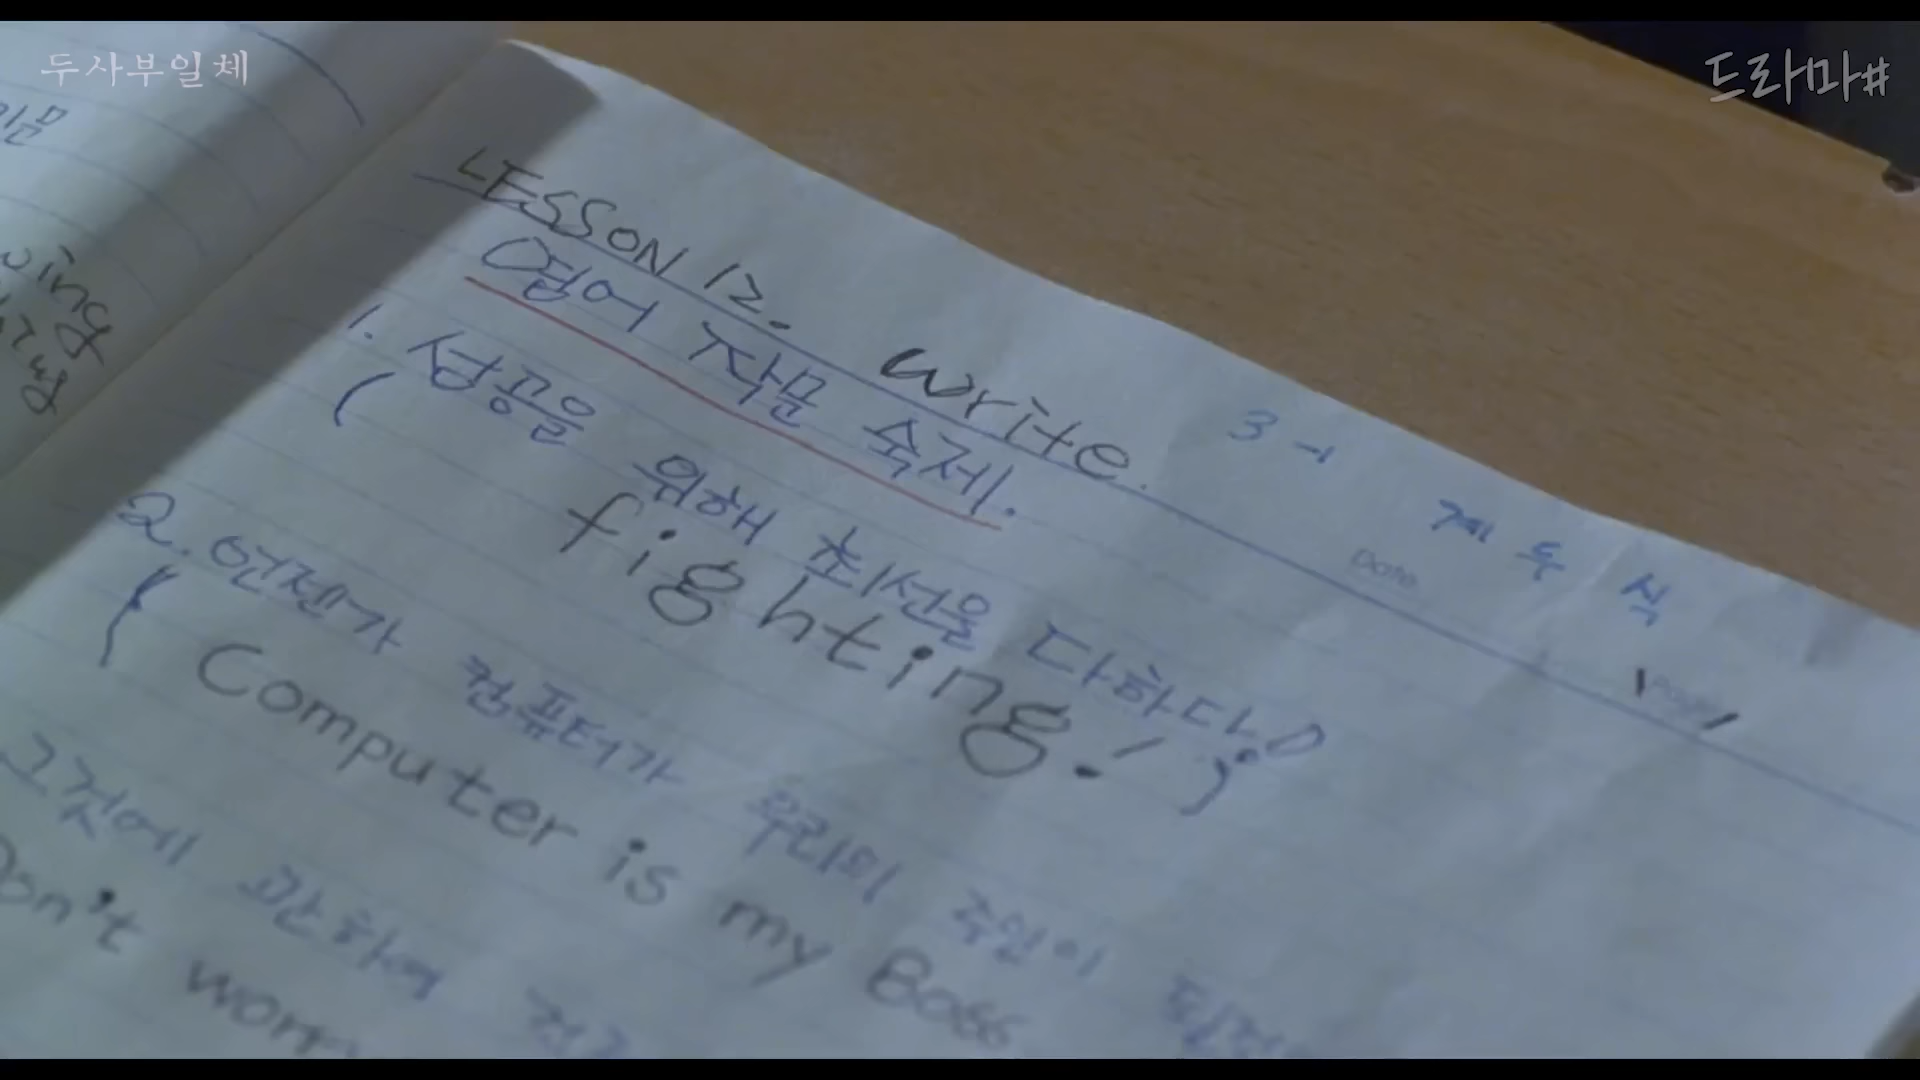 두사부일체
드라마#
LESSON 12. write.
영어 작문 숙제.
3-1
계두식
Date.
Page
1. 성공을 위해 최선을 다하다.
( fighting! )
2. 언젠가 컴퓨터가 우리의 주인이
( Computer is my Boss
그것에 관하여
Don't worry